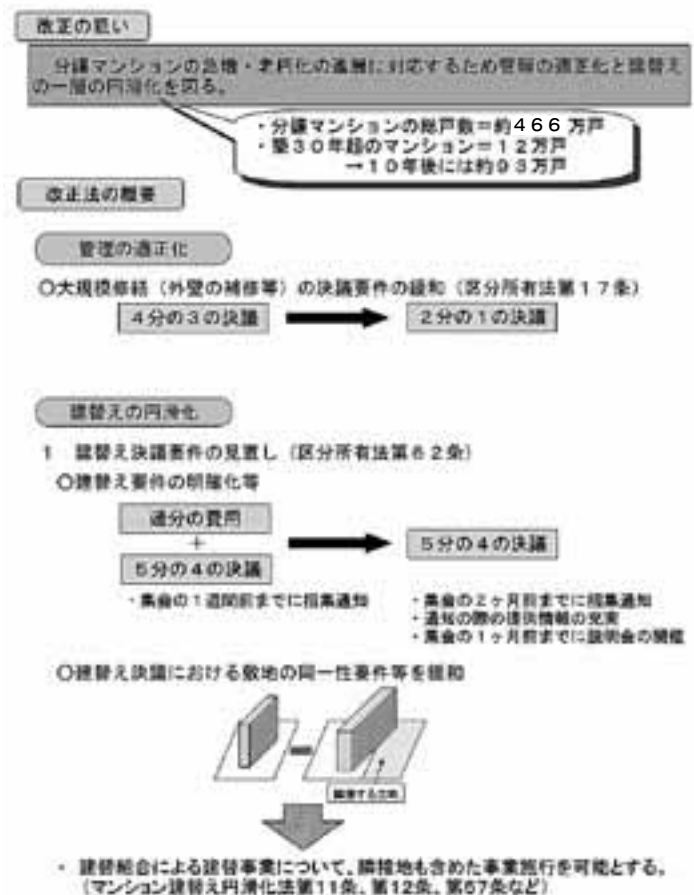 改正の狙い
分譲マンションの急増・老朽化の進展に対応するため管理の適正化と建替え
の一層の円滑化を図る。
・分譲マンションの総戸数＝約466万戸
・築30年超のマンション＝12万戸
→10年後には約93万戸
改正法の概要
管理の適正化
○大規模修繕（外壁の補修等）の決議要件の緩和（区分所有法第17条）
4分の3の決議
2分の1の決議
建替えの円滑化
1 建替え決議要件の見直し（区分所有法第62条）
○建替え要件の明確化等
過分の費用
+
5分の4の決議
5分の4の決議
・集会の1週間前までに招集通知
・集会の2ヶ月前までに招集通知
・通知の際の提供情報の充実
・集会の1ヶ月前までに説明会の開催
○建替え決議における敷地の同一性要件等を緩和
隣接する土地
・ 建替組合による建替事業について、隣接地も含めた事業施行を可能とする。
（マンション建替え円滑化法第11条、第12条、第57条など）